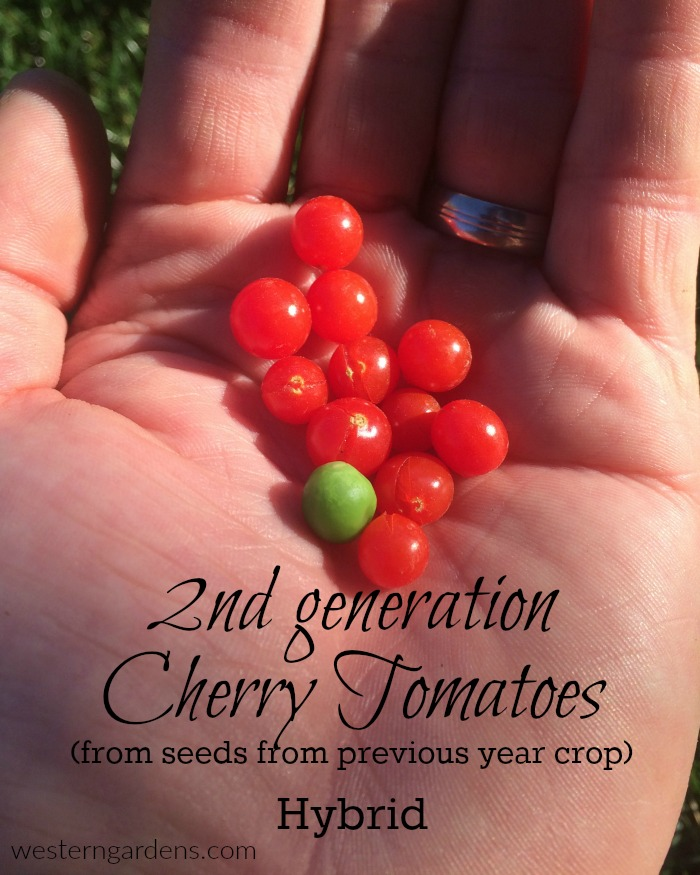 2nd generation
Cherry Tomatoes
(from seeds from previous year crop)
Hybrid
westerngardens.com